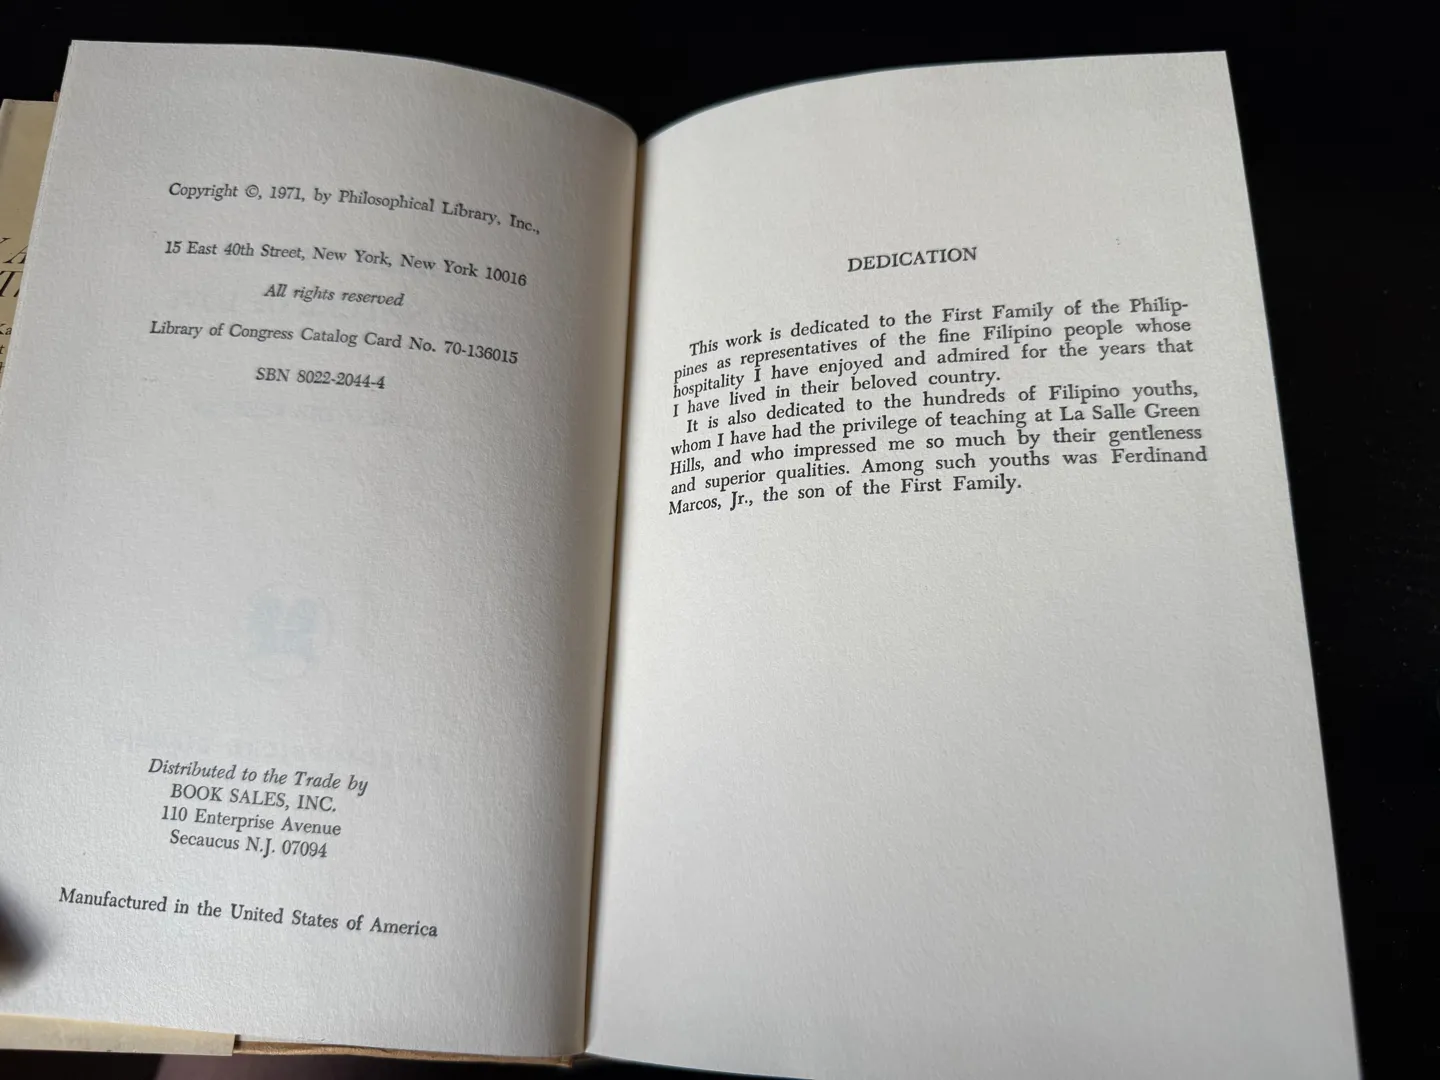 Copyright ©, 1971, by Philosophical Library, Inc.,
15 East 40th Street, New York, New York 10016
All rights reserved
Library of Congress Catalog Card No. 70-136015
SBN 8022-2044-4
Distributed to the Trade by
BOOK SALES, INC.
110 Enterprise Avenue
Secaucus N.J. 07094
Manufactured in the United States of America
DEDICATION
This work is dedicated to the First Family of the Philip-
pines as representatives of the fine Filipino people whose
hospitality I have enjoyed and admired for the years that
I have lived in their beloved country.
It is also dedicated to the hundreds of Filipino youths,
whom I have had the privilege of teaching at La Salle Green
Hills, and who impressed me so much by their gentleness
and superior qualities. Among such youths was Ferdinand
Marcos, Jr., the son of the First Family.